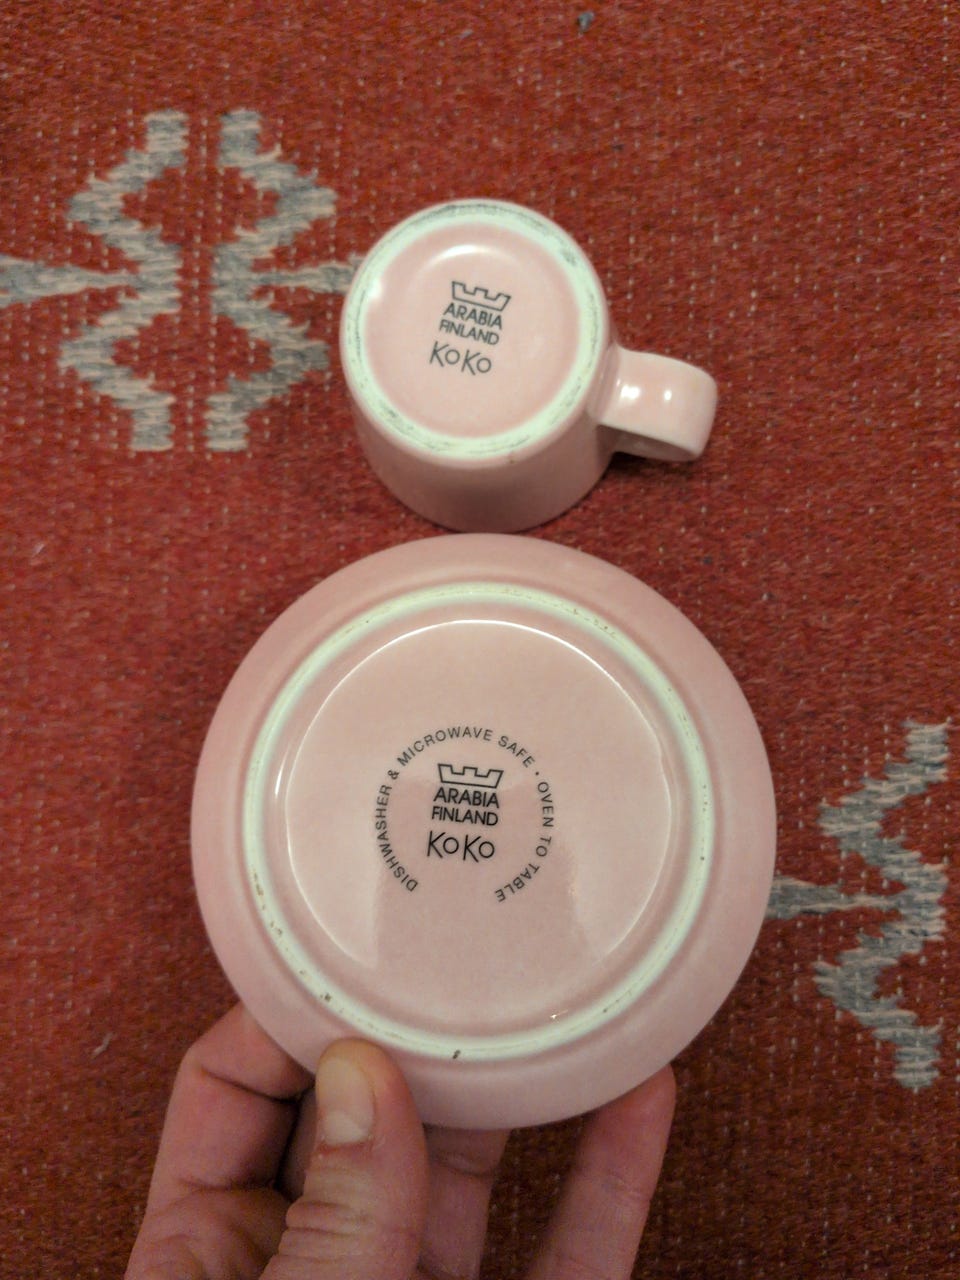 ARABIA
FINLAND
KoKo
DISHWASHER & MICROWAVE SAFE · OVEN TO TABLE
ARABIA
FINLAND
KoKo